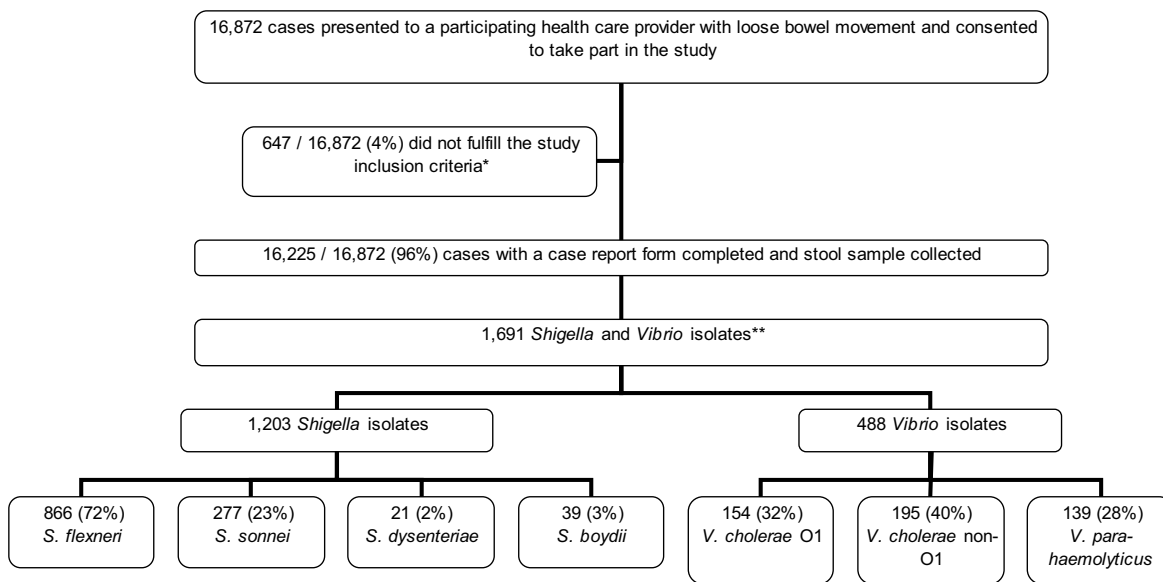 16,872 cases presented to a participating health care provider with loose bowel movement and consented
to take part in the study
647 / 16,872 (4%) did not fulfill the study
inclusion criteria*
16,225 / 16,872 (96%) cases with a case report form completed and stool sample collected
1,691 Shigella and Vibrio isolates**
1,203 Shigella isolates
488 Vibrio isolates
866 (72%)
S. flexneri
277 (23%)
S. sonnei
21 (2%)
S. dysenteriae
39 (3%)
S. boydii
154 (32%)
V. cholerae O1
195 (40%)
V. cholerae non-
O1
139 (28%)
V. para-
haemolyticus